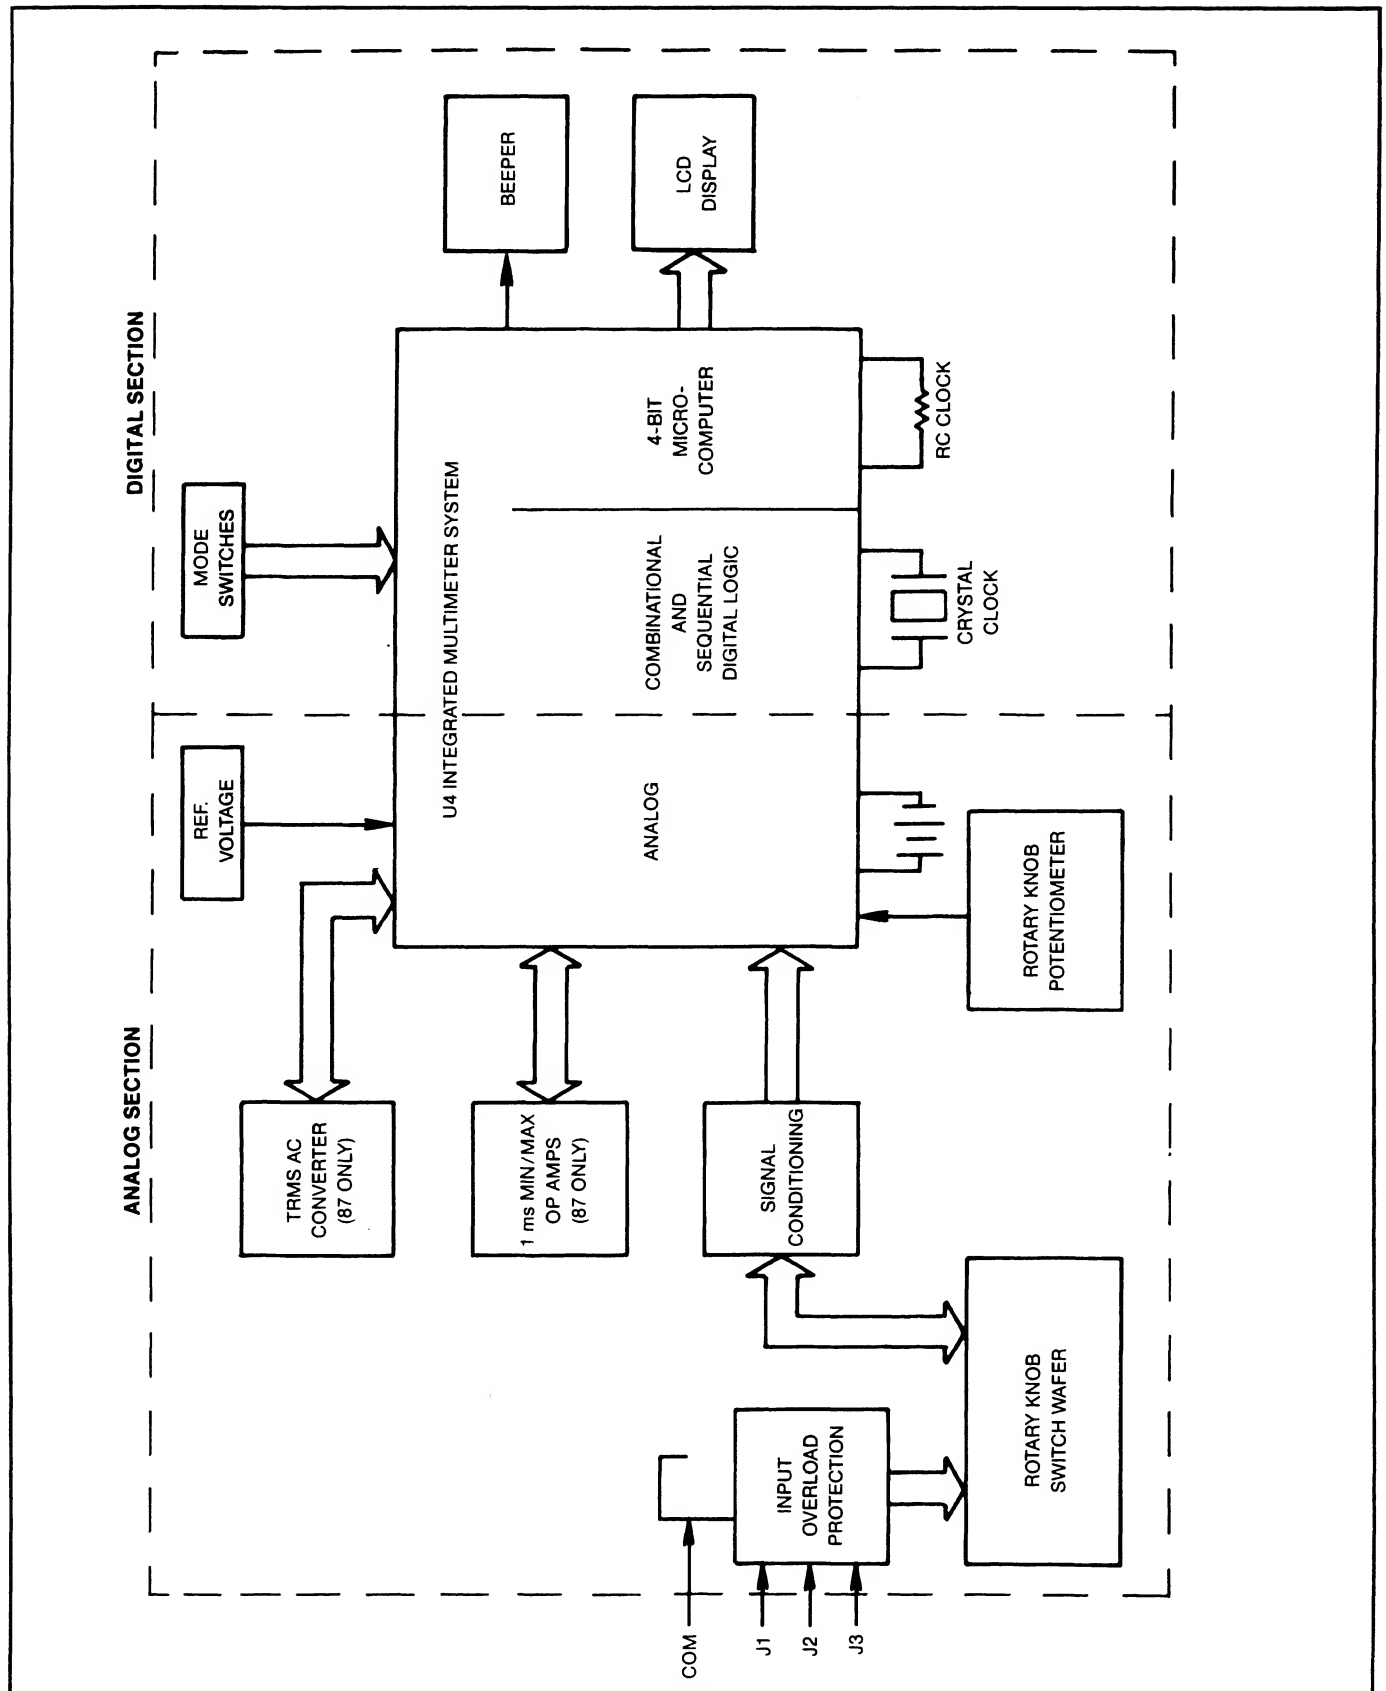 ANALOG SECTION
DIGITAL SECTION
REF.
VOLTAGE
MODE
SWITCHES
TRMS AC
CONVERTER
(87 ONLY)
1 ms MIN/MAX
OP AMPS
(87 ONLY)
U4 INTEGRATED MULTIMETER SYSTEM
BEEPER
LCD
DISPLAY
ANALOG
COMBINATIONAL
AND
SEQUENTIAL
DIGITAL LOGIC
4-BIT
MICRO-
COMPUTER
SIGNAL
CONDITIONING
COM
J1
J2
J3
INPUT
OVERLOAD
PROTECTION
CRYSTAL
CLOCK
RC CLOCK
ROTARY KNOB
SWITCH WAFER
ROTARY KNOB
POTENTIOMETER